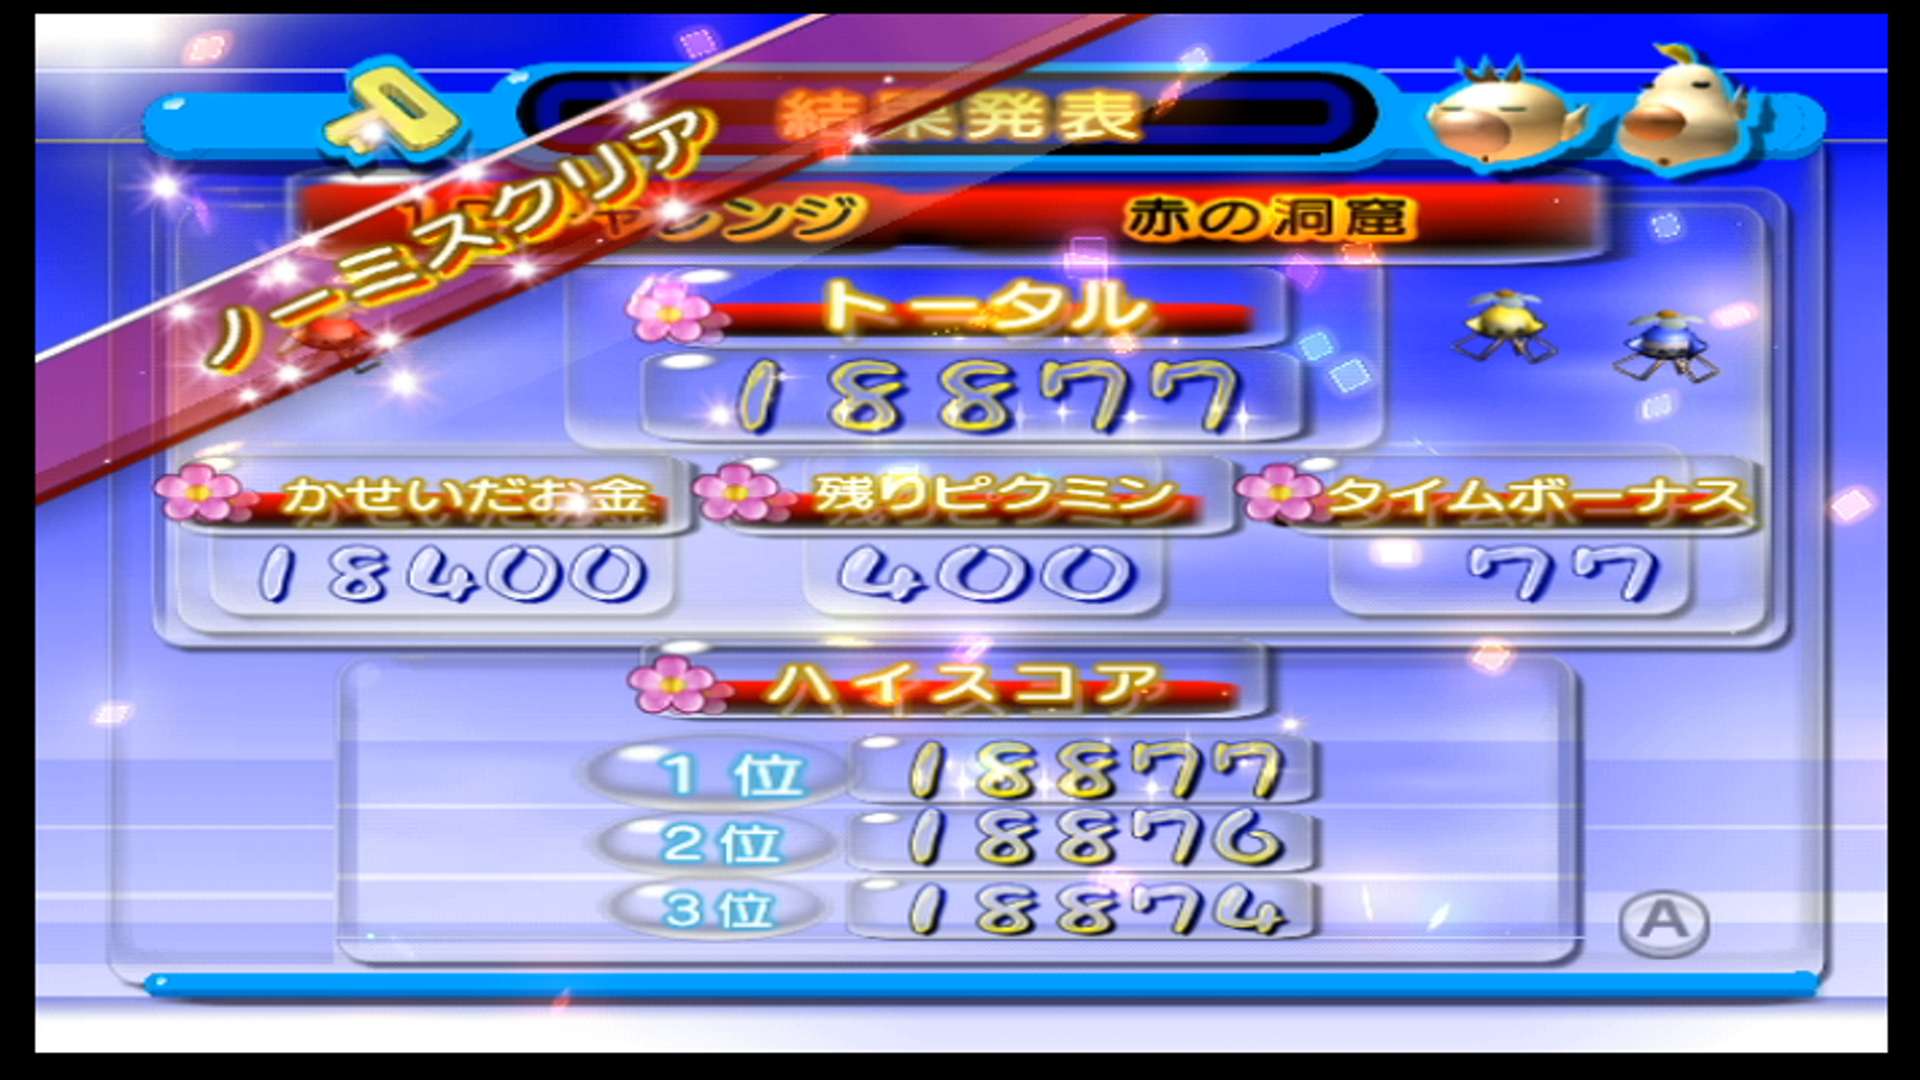 結果発表
ノーミスクリア
チャレンジ 赤の洞窟
トータル
18877
かせいだお金 残りピクミン タイムボーナス
18400 400 77
ハイスコア
1位 18877
2位 18876
3位 18874
A